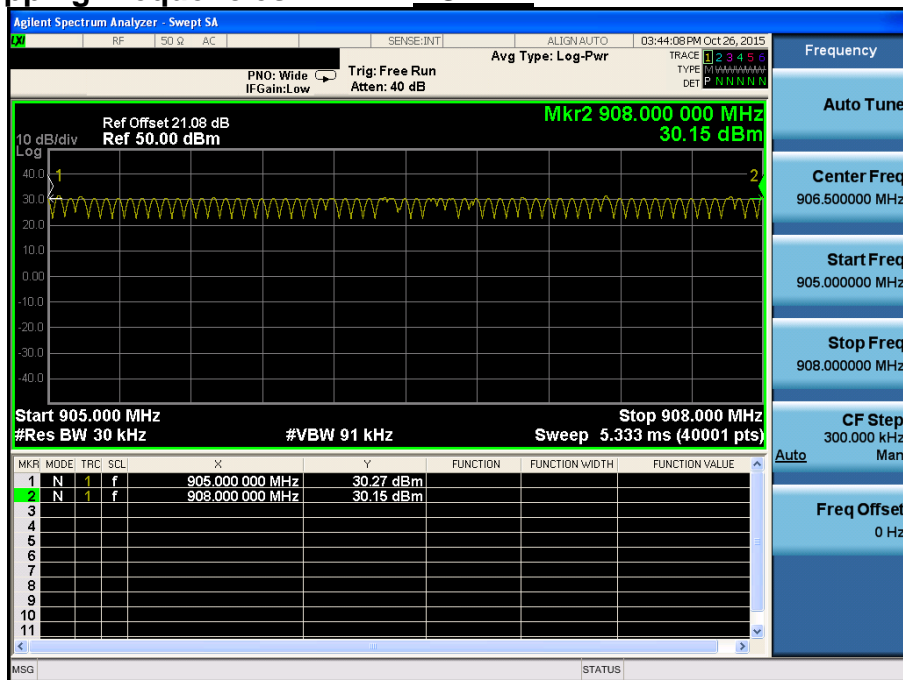 Agilent Spectrum Analyzer - Swept SA
LXI RF 50 Ω AC SENSE:INT ALIGN AUTO 03:44:08 PM Oct 26, 2015
Avg Type: Log-Pwr TRACE 1 2 3 4 5 6
PNO: Wide Trig: Free Run TYPE M WWWWW
IFGain:Low Atten: 40 dB DET P N N N N N
Mkr2 908.000 000 MHz
30.15 dBm
Ref Offset 21.08 dB
10 dB/div Ref 50.00 dBm
Log
40.0
30.0
20.0
10.0
0.00
-10.0
-20.0
-30.0
-40.0
1
2
Start 905.000 MHz Stop 908.000 MHz
#Res BW 30 kHz #VBW 91 kHz Sweep 5.333 ms (40001 pts)
MKR MODE TRC SCL X Y FUNCTION FUNCTION WIDTH FUNCTION VALUE
1 N 1 f 905.000 000 MHz 30.27 dBm
2 N 1 f 908.000 000 MHz 30.15 dBm
3
4
5
6
7
8
9
10
11
MSG STATUS
Frequency
Auto Tune
Center Freq
906.500000 MHz
Start Freq
905.000000 MHz
Stop Freq
908.000000 MHz
CF Step
300.000 kHz
Auto Man
Freq Offset
0 Hz